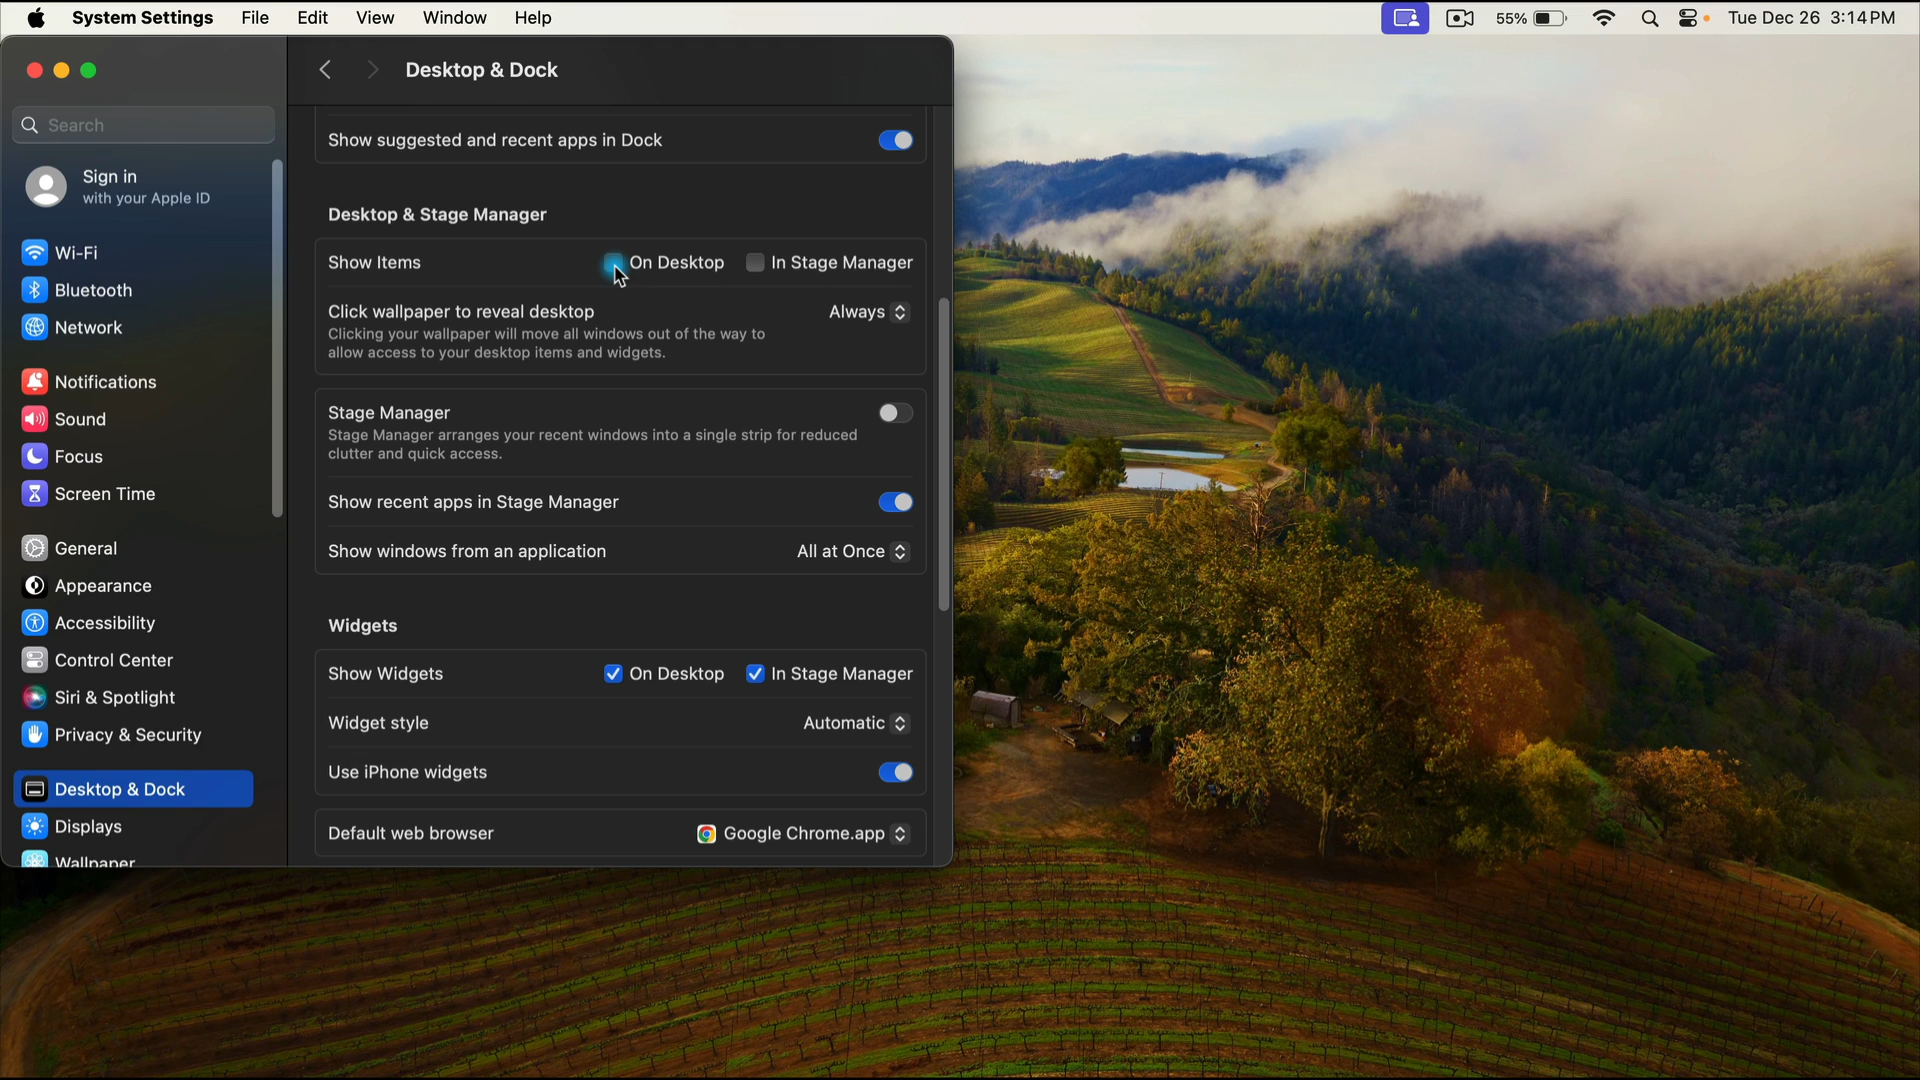 System Settings File Edit View Window Help 55% Tue Dec 26 3:14 PM
Desktop & Dock
Search
Sign in
with your Apple ID
Wi-Fi
Bluetooth
Network
Notifications
Sound
Focus
Screen Time
General
Appearance
Accessibility
Control Center
Siri & Spotlight
Privacy & Security
Desktop & Dock
Displays
Wallpaper
Show suggested and recent apps in Dock
Desktop & Stage Manager
Show Items On Desktop In Stage Manager
Click wallpaper to reveal desktop Always
Clicking your wallpaper will move all windows out of the way to
allow access to your desktop items and widgets.
Stage Manager
Stage Manager arranges your recent windows into a single strip for reduced
clutter and quick access.
Show recent apps in Stage Manager
Show windows from an application All at Once
Widgets
Show Widgets On Desktop In Stage Manager
Widget style Automatic
Use iPhone widgets
Default web browser Google Chrome.app